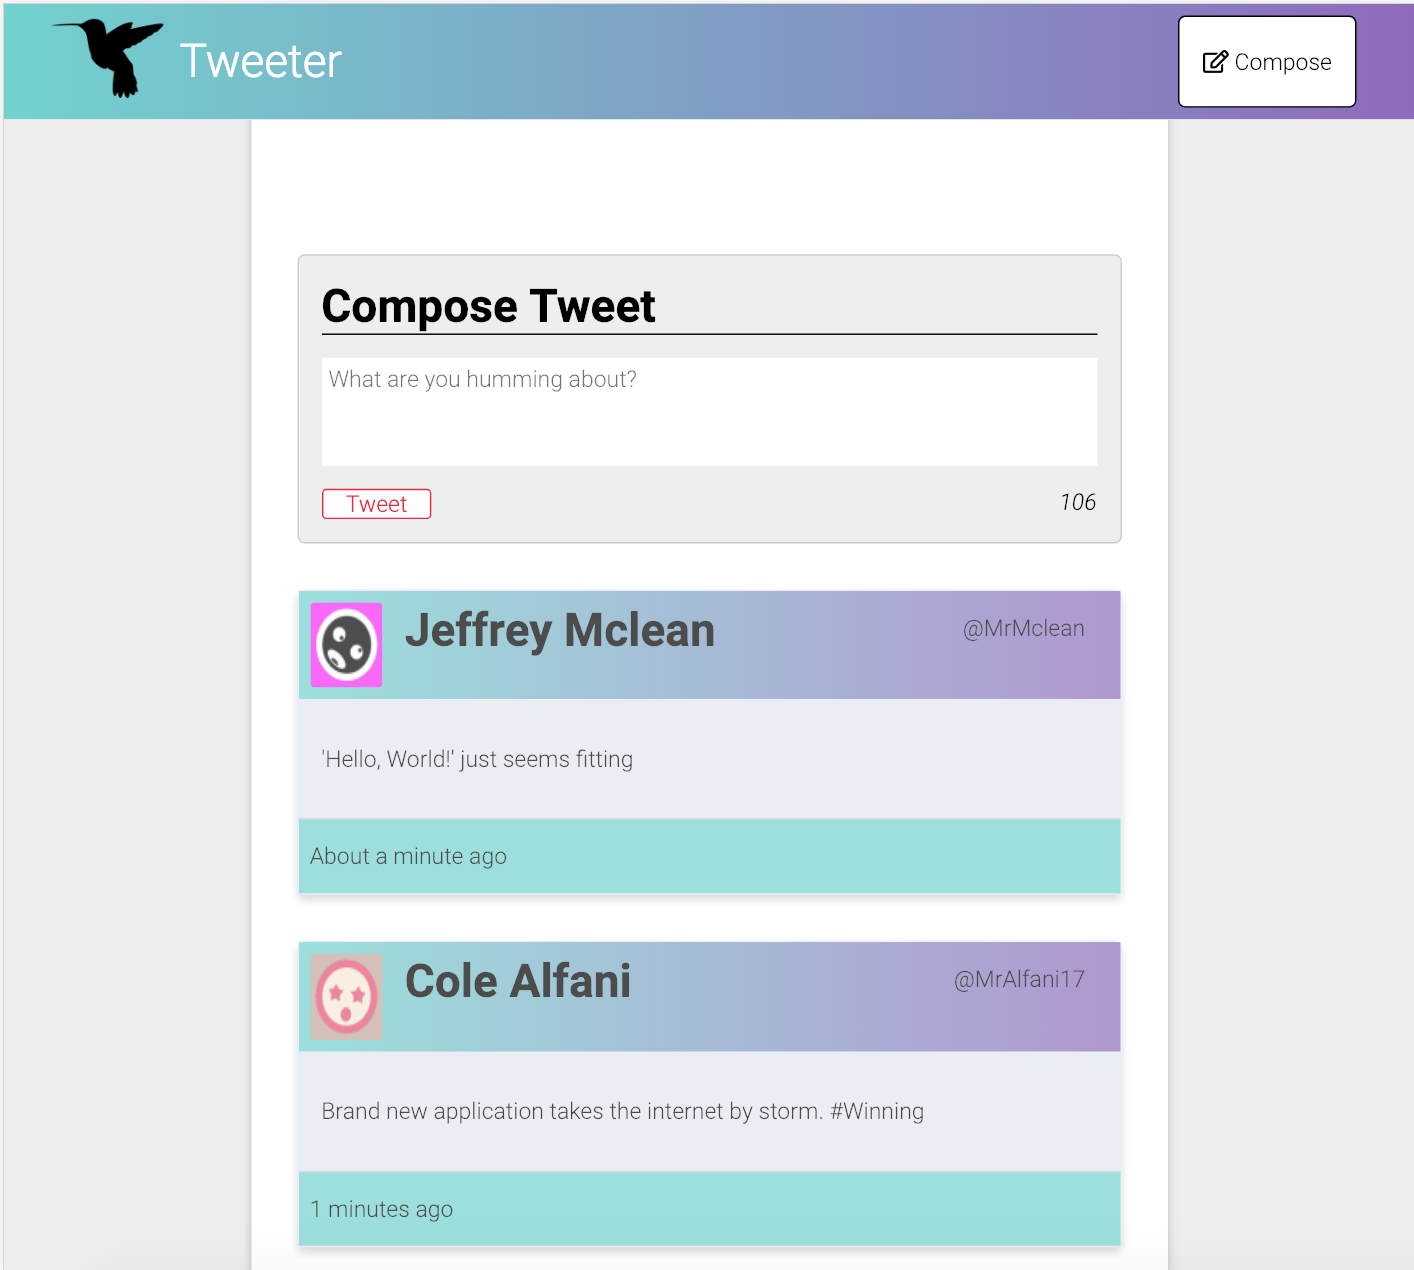 Tweeter
Compose
Compose Tweet
What are you humming about?
Tweet
106
Jeffrey Mclean
@MrMclean
'Hello, World!' just seems fitting
About a minute ago
Cole Alfani
@MrAlfani17
Brand new application takes the internet by storm. #Winning
1 minutes ago